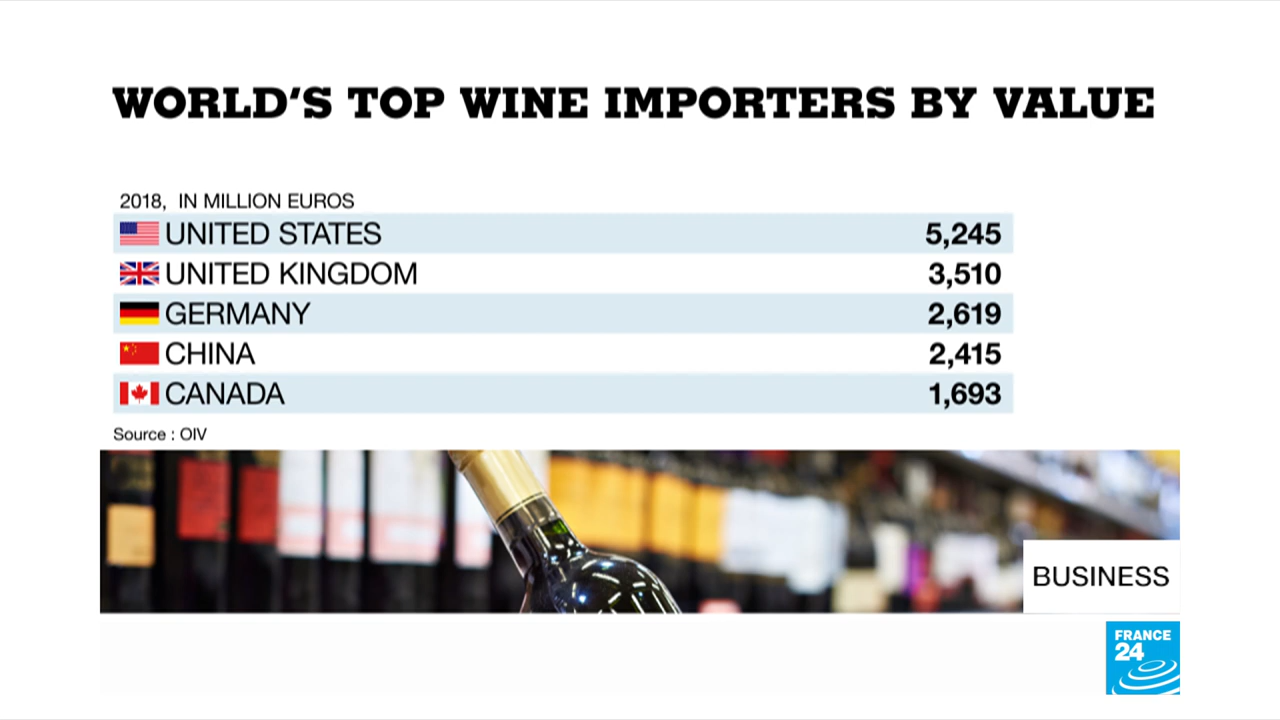 WORLD'S TOP WINE IMPORTERS BY VALUE
2018, IN MILLION EUROS
UNITED STATES 5,245
UNITED KINGDOM 3,510
GERMANY 2,619
CHINA 2,415
CANADA 1,693
Source : OIV
BUSINESS
FRANCE
24